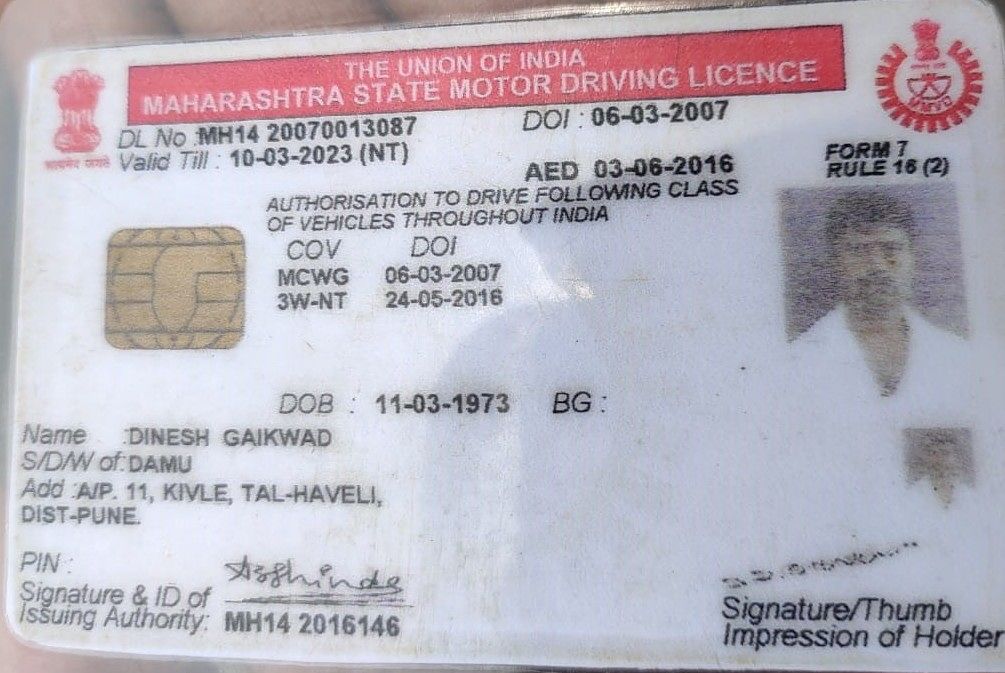 THE UNION OF INDIA
MAHARASHTRA STATE MOTOR DRIVING LICENCE
DL No : MH14 20070013087 DOI : 06-03-2007
Valid Till : 10-03-2023 (NT)
AED 03-06-2016
FORM 7
RULE 16 (2)
सत्यमेव जयते
MMVD
AUTHORISATION TO DRIVE FOLLOWING CLASS
OF VEHICLES THROUGHOUT INDIA
COV DOI
MCWG 06-03-2007
3W-NT 24-05-2016
DOB : 11-03-1973 BG :
Name : DINESH GAIKWAD
S/D/W of : DAMU
Add : A/P. 11, KIVLE, TAL-HAVELI,
DIST-PUNE.
PIN :
Signature & ID of
Issuing Authority: MH14 2016146
Signature/Thumb
Impression of Holder